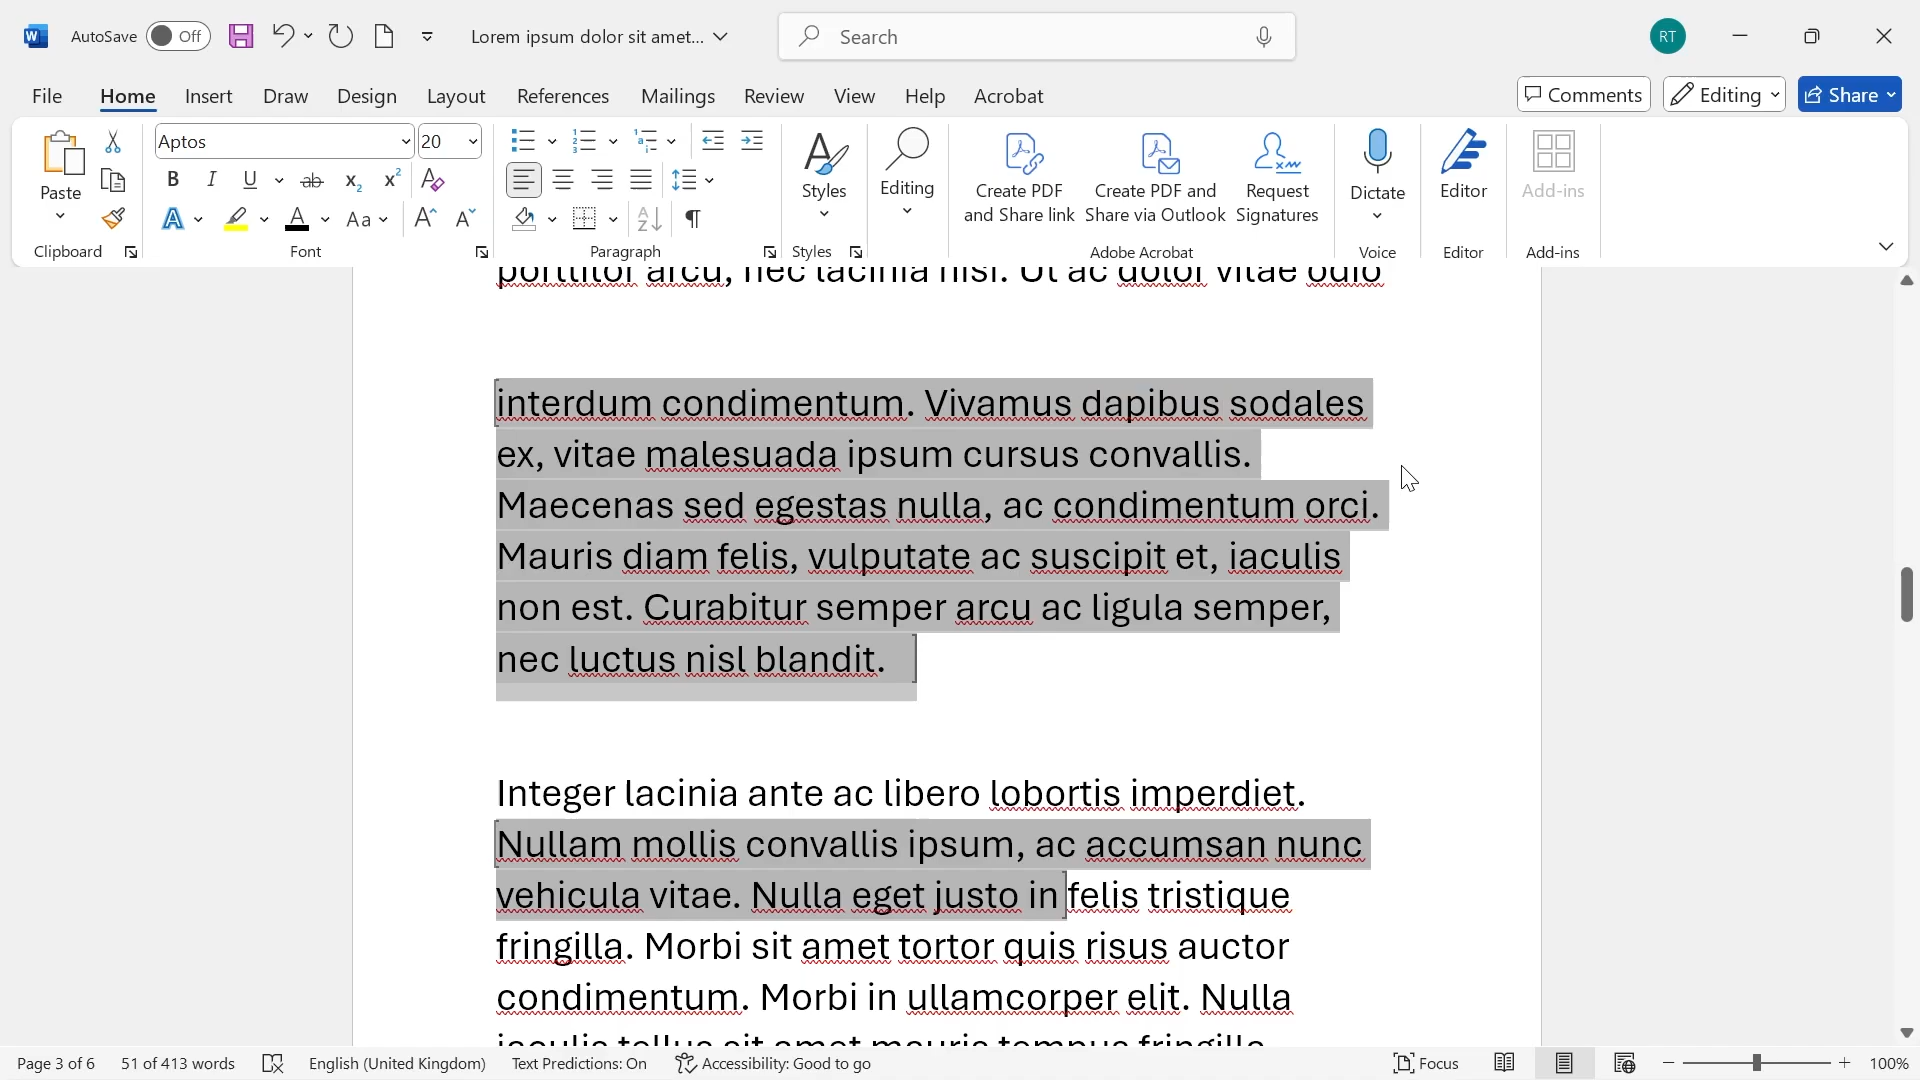 AutoSave Off Lorem ipsum dolor sit amet... Search RT
File Home Insert Draw Design Layout References Mailings Review View Help Acrobat Comments Editing Share
Aptos 20
Paste Styles Editing Create PDF and Share link Create PDF and Share via Outlook Request Signatures Dictate Editor Add-ins
Clipboard Font Paragraph Styles Adobe Acrobat Voice Editor Add-ins
porttitor arcu, nec lacinia nisi. Ut ac dolor vitae odio
interdum condimentum. Vivamus dapibus sodales
ex, vitae malesuada ipsum cursus convallis.
Maecenas sed egestas nulla, ac condimentum orci.
Mauris diam felis, vulputate ac suscipit et, iaculis
non est. Curabitur semper arcu ac ligula semper,
nec luctus nisl blandit.
Integer lacinia ante ac libero lobortis imperdiet.
Nullam mollis convallis ipsum, ac accumsan nunc
vehicula vitae. Nulla eget justo in felis tristique
fringilla. Morbi sit amet tortor quis risus auctor
condimentum. Morbi in ullamcorper elit. Nulla
iaculis tellus sit amet mauris tempus fringilla.
Page 3 of 6 51 of 413 words English (United Kingdom) Text Predictions: On Accessibility: Good to go Focus 100%